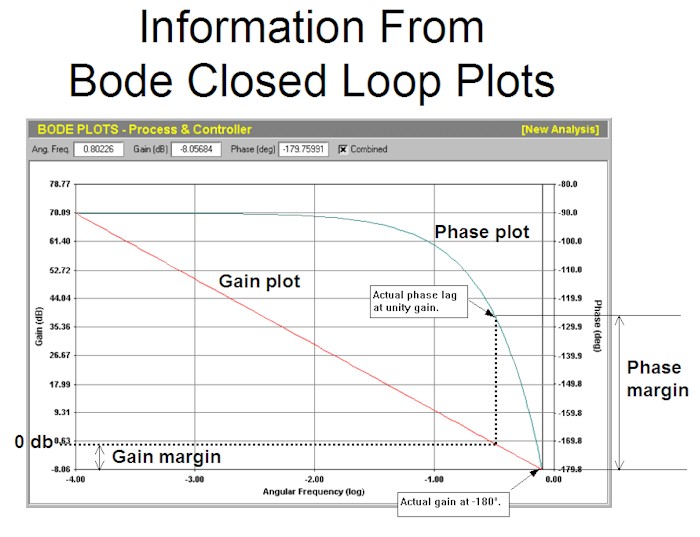 Information From
Bode Closed Loop Plots
BODE PLOTS - Process & Controller
[New Analysis]
Ang. Freq. 0.80226 Gain (dB) -8.05684 Phase (deg) -179.75991 Combined
78.77
70.09
61.40
52.72
44.04
35.36
26.67
17.99
9.31
0.63
-8.06
Gain (dB)
0 db
-80.0
-90.0
-100.0
-110.0
-119.9
-129.9
-139.9
-149.8
-159.8
-169.8
-179.8
Phase (deg)
Phase plot
Gain plot
Actual phase lag
at unity gain.
Phase
margin
Gain margin
-4.00 -3.00 -2.00 -1.00 0.00
Angular Frequency (log)
Actual gain at -180°.